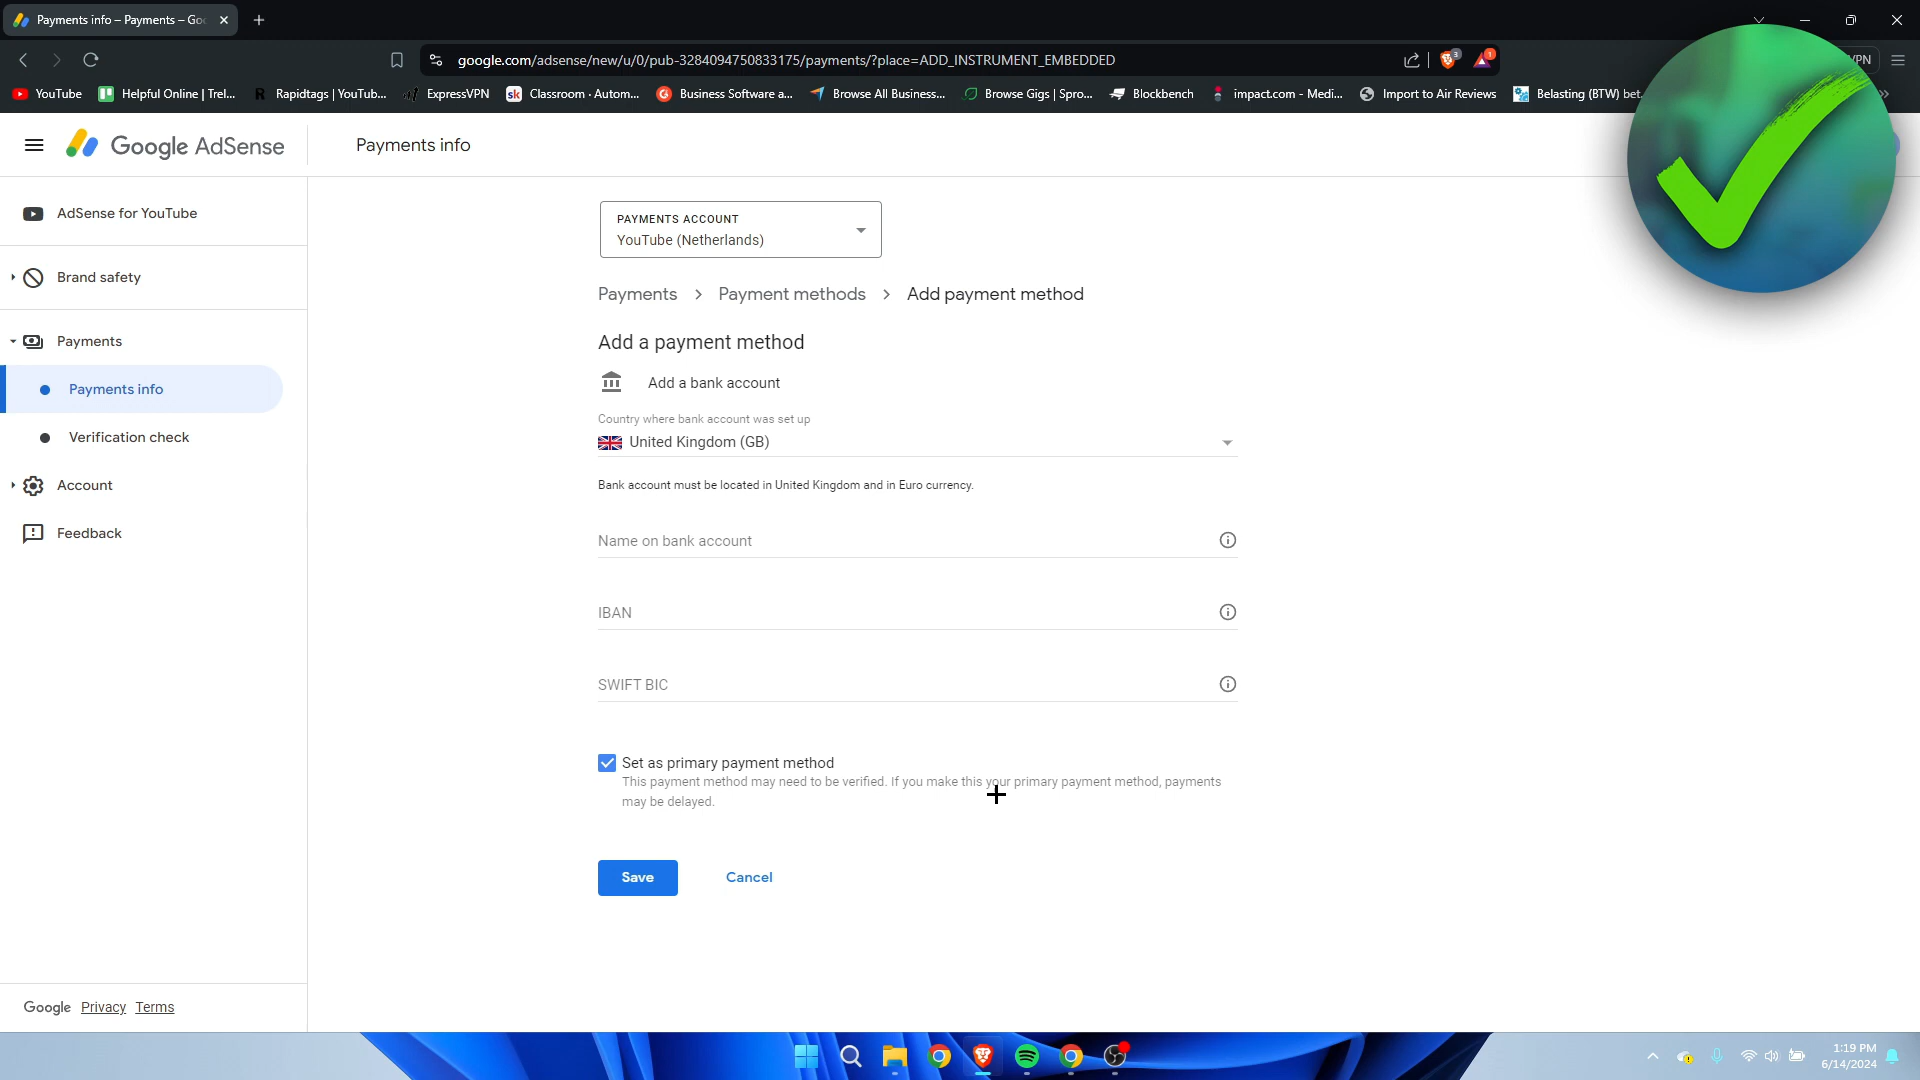 Payments info – Payments – Go
google.com/adsense/new/u/0/pub-3284094750833175/payments/?place=ADD_INSTRUMENT_EMBEDDED
3
1
VPN
YouTube
Helpful Online | Trel...
Rapidtags | YouTub...
ExpressVPN
Classroom · Autom...
Business Software a...
Browse All Business...
Browse Gigs | Spro...
Blockbench
impact.com - Medi...
Import to Air Reviews
Belasting (BTW) bet.
Google AdSense
Payments info
AdSense for YouTube
Brand safety
Payments
Payments info
Verification check
Account
Feedback
PAYMENTS ACCOUNT
YouTube (Netherlands)
Payments > Payment methods > Add payment method
Add a payment method
Add a bank account
Country where bank account was set up
United Kingdom (GB)
Bank account must be located in United Kingdom and in Euro currency.
Name on bank account
IBAN
SWIFT BIC
Set as primary payment method
This payment method may need to be verified. If you make this your primary payment method, payments
may be delayed.
Save
Cancel
Google Privacy Terms
1:19 PM
6/14/2024